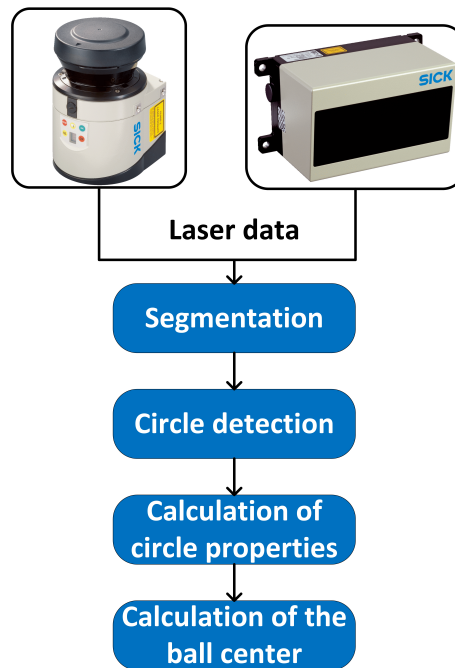 SICK
SICK
Laser data
Segmentation
Circle detection
Calculation of
circle properties
Calculation of the
ball center